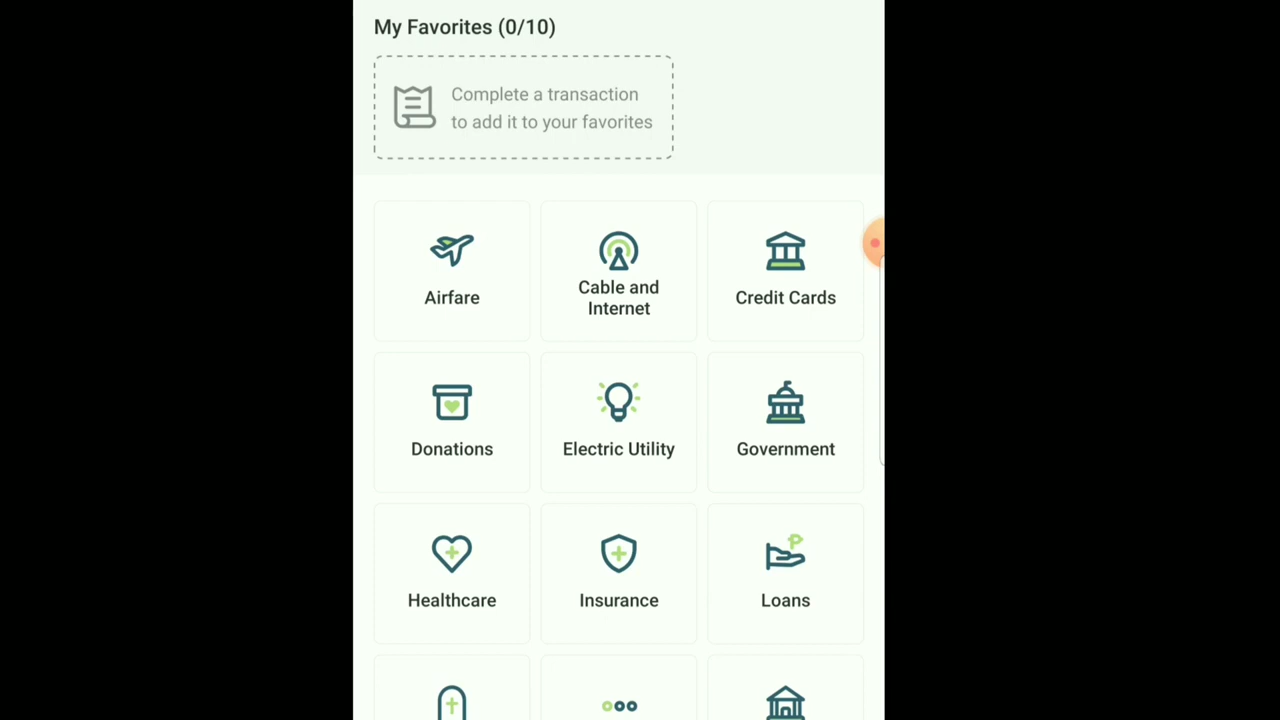 My Favorites (0/10)
Complete a transaction
to add it to your favorites
Airfare
Cable and
Internet
Credit Cards
Donations
Electric Utility
Government
Healthcare
Insurance
Loans